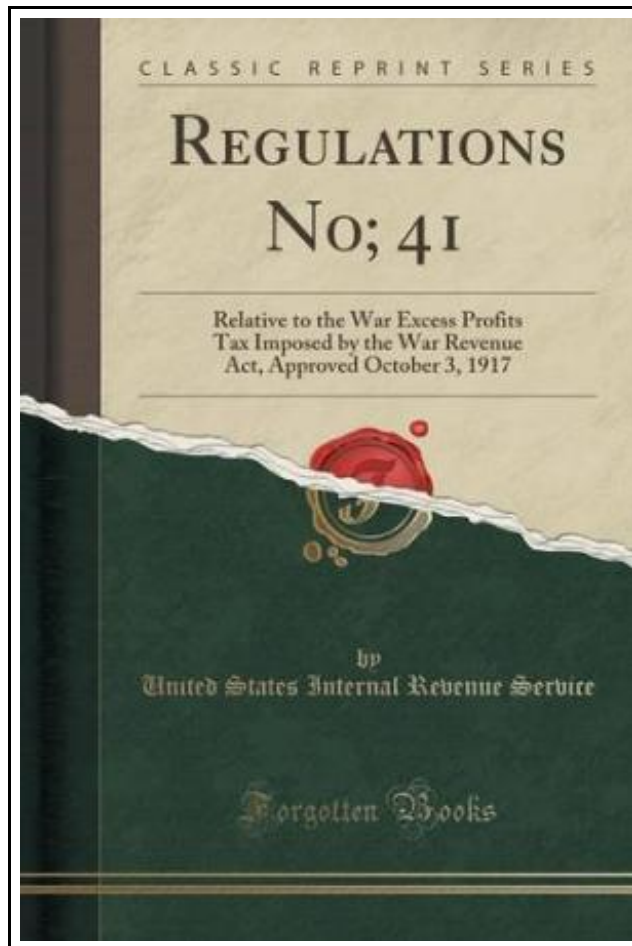 CLASSIC REPRINT SERIES
REGULATIONS
NO; 41
Relative to the War Excess Profits
Tax Imposed by the War Revenue
Act, Approved October 3, 1917
F
by
United States Internal Revenue Service
Forgotten Books